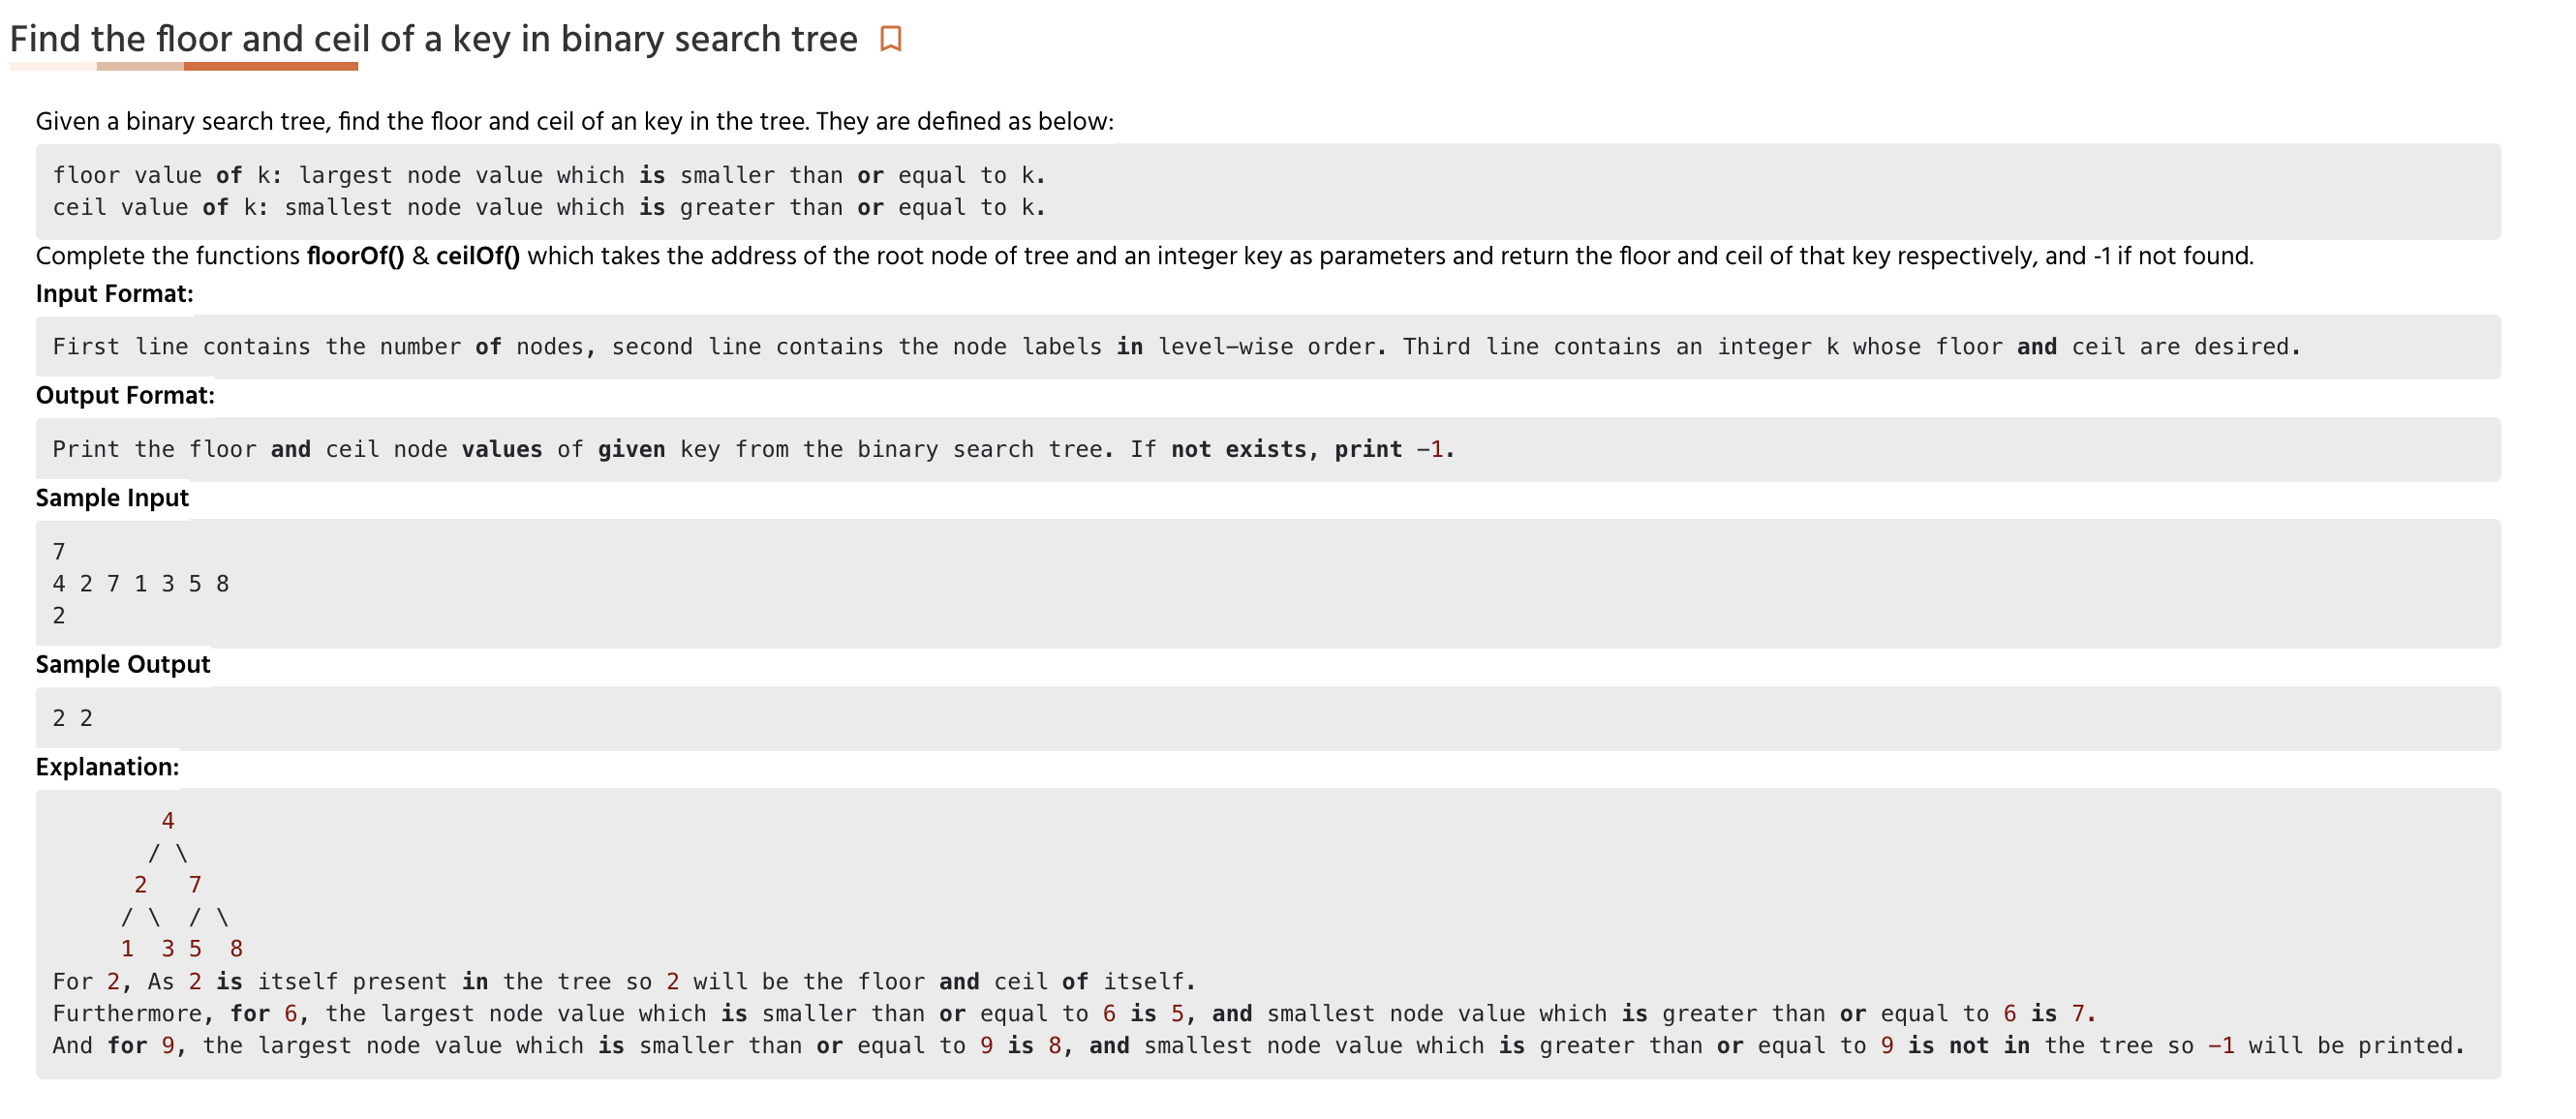 Find the floor and ceil of a key in binary search tree
Given a binary search tree, find the floor and ceil of an key in the tree. They are defined as below:
floor value of k: largest node value which is smaller than or equal to k.
ceil value of k: smallest node value which is greater than or equal to k.
Complete the functions floorOf() & ceilOf() which takes the address of the root node of tree and an integer key as parameters and return the floor and ceil of that key respectively, and -1 if not found.
Input Format:
First line contains the number of nodes, second line contains the node labels in level-wise order. Third line contains an integer k whose floor and ceil are desired.
Output Format:
Print the floor and ceil node values of given key from the binary search tree. If not exists, print -1.
Sample Input
7
4 2 7 1 3 5 8
2
Sample Output
2 2
Explanation:
        4
       / \
      2   7
     / \  / \
     1  3 5  8
For 2, As 2 is itself present in the tree so 2 will be the floor and ceil of itself.
Furthermore, for 6, the largest node value which is smaller than or equal to 6 is 5, and smallest node value which is greater than or equal to 6 is 7.
And for 9, the largest node value which is smaller than or equal to 9 is 8, and smallest node value which is greater than or equal to 9 is not in the tree so -1 will be printed.